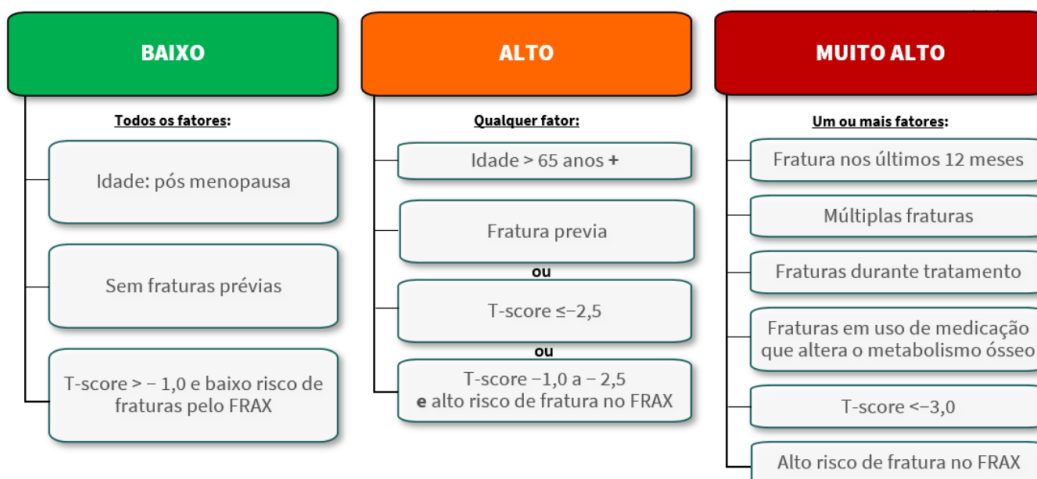 BAIXO
Todos os fatores:
Idade: pós menopausa
Sem fraturas prévias
T-score > − 1,0 e baixo risco de
fraturas pelo FRAX
ALTO
Qualquer fator:
Idade > 65 anos +
Fratura previa
ou
T-score ≤−2,5
ou
T-score −1,0 a − 2,5
e alto risco de fratura no FRAX
MUITO ALTO
Um ou mais fatores:
Fratura nos últimos 12 meses
Múltiplas fraturas
Fraturas durante tratamento
Fraturas em uso de medicação
que altera o metabolismo ósseo
T-score <−3,0
Alto risco de fratura no FRAX